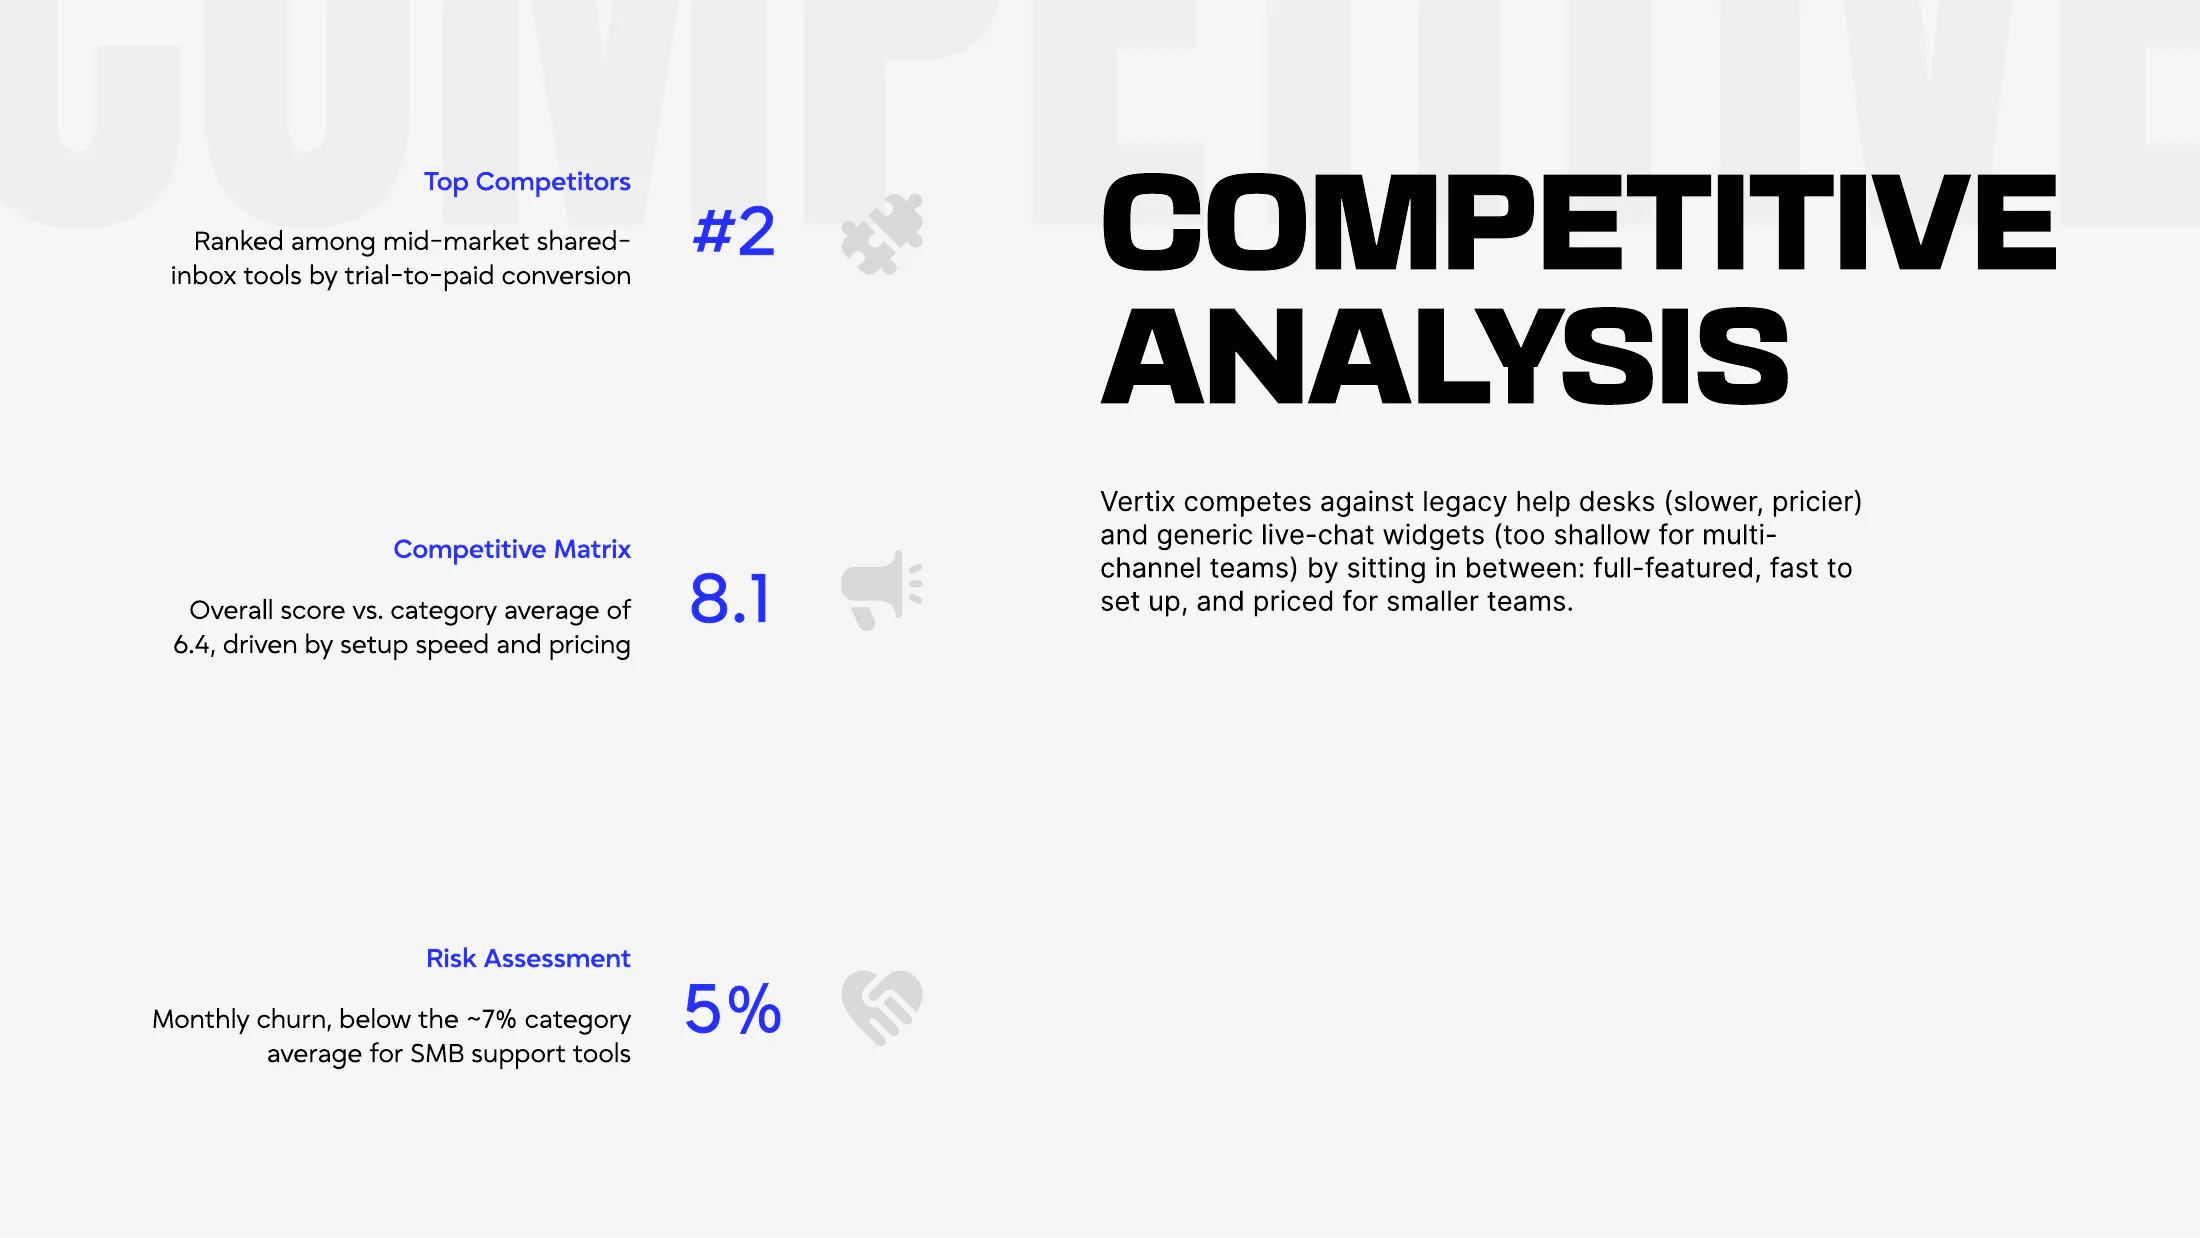 COMPETITIVE
Top Competitors
Ranked among mid-market shared-
inbox tools by trial-to-paid conversion
#2
Competitive Matrix
Overall score vs. category average of
6.4, driven by setup speed and pricing
8.1
Risk Assessment
Monthly churn, below the ~7% category
average for SMB support tools
5%
COMPETITIVE
ANALYSIS
Vertix competes against legacy help desks (slower, pricier)
and generic live-chat widgets (too shallow for multi-
channel teams) by sitting in between: full-featured, fast to
set up, and priced for smaller teams.